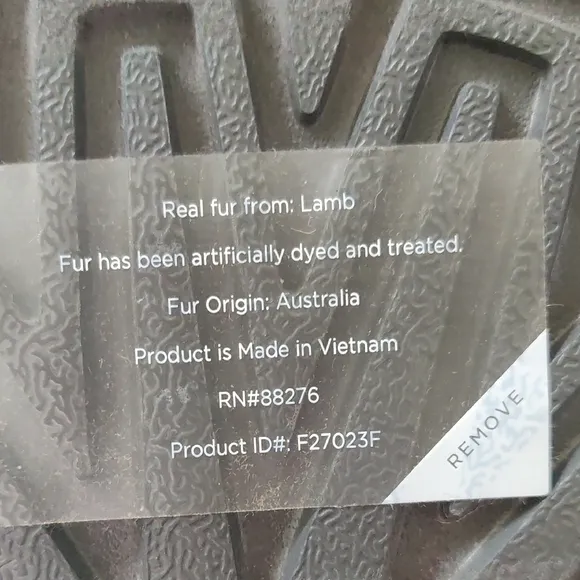 Real fur from: Lamb
Fur has been artificially dyed and treated.
Fur Origin: Australia
Product is Made in Vietnam
RN#88276
Product ID#: F27023F
REMOVE